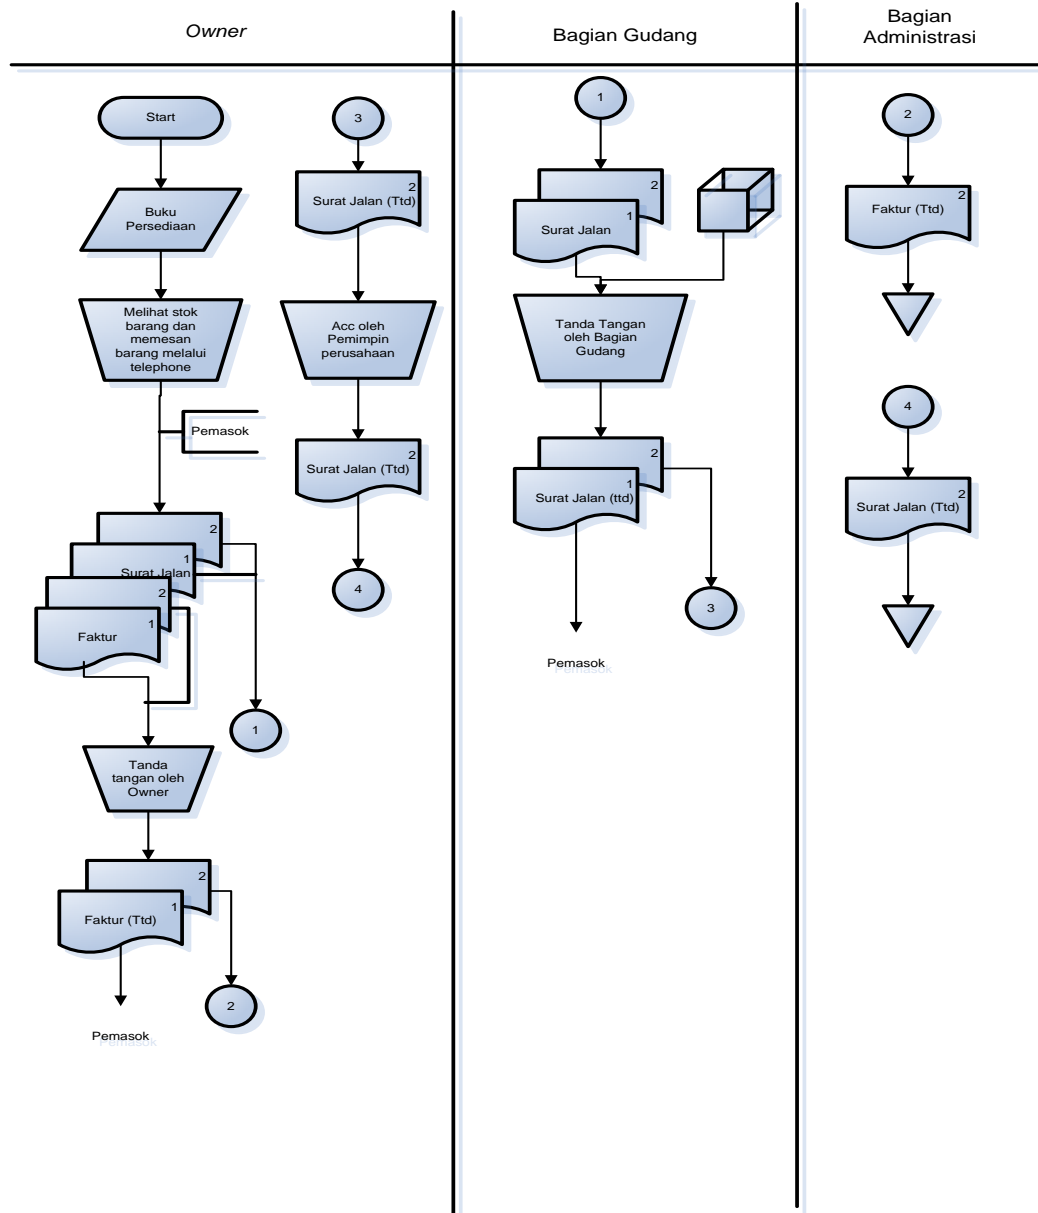 Owner
Bagian Gudang
Bagian
Administrasi
Start
Buku
Persediaan
Melihat stok
barang dan
memesan
barang melalui
telephone
Pemasok
2
1
Surat Jalan
2
1
Faktur
1
Tanda
tangan oleh
Owner
2
1
Faktur (Ttd)
2
Pemasok
3
2
Surat Jalan (Ttd)
Acc oleh
Pemimpin
perusahaan
2
Surat Jalan (Ttd)
4
1
2
1
Surat Jalan
Tanda Tangan
oleh Bagian
Gudang
2
1
Surat Jalan (ttd)
3
Pemasok
2
2
Faktur (Ttd)
4
2
Surat Jalan (Ttd)